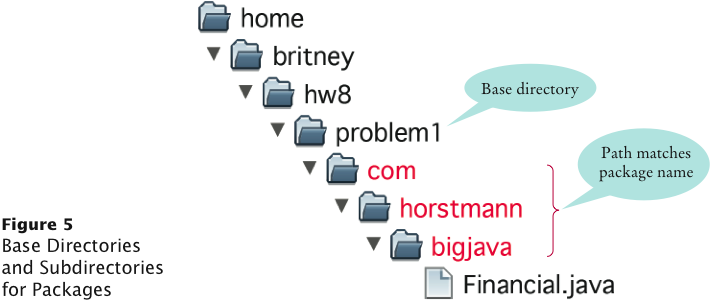 home
britney
hw8
problem1
Base directory
com
horstmann
bigjava
Financial.java
Path matches
package name
Figure 5
Base Directories
and Subdirectories
for Packages